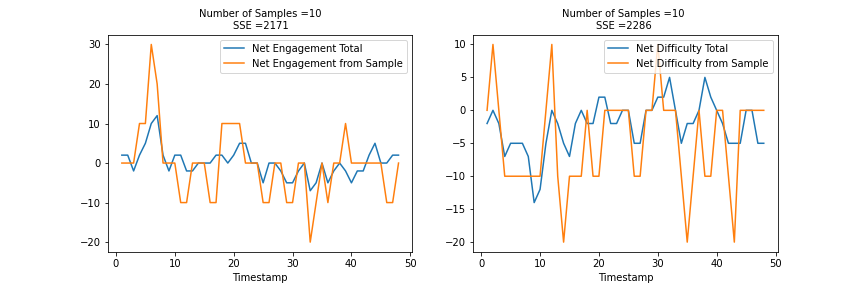 Number of Samples =10
SSE =2171
Net Engagement Total
Net Engagement from Sample
30
20
10
0
−10
−20
0
10
20
30
40
50
Timestamp
Number of Samples =10
SSE =2286
Net Difficulty Total
Net Difficulty from Sample
10
5
0
−5
−10
−15
−20
0
10
20
30
40
50
Timestamp